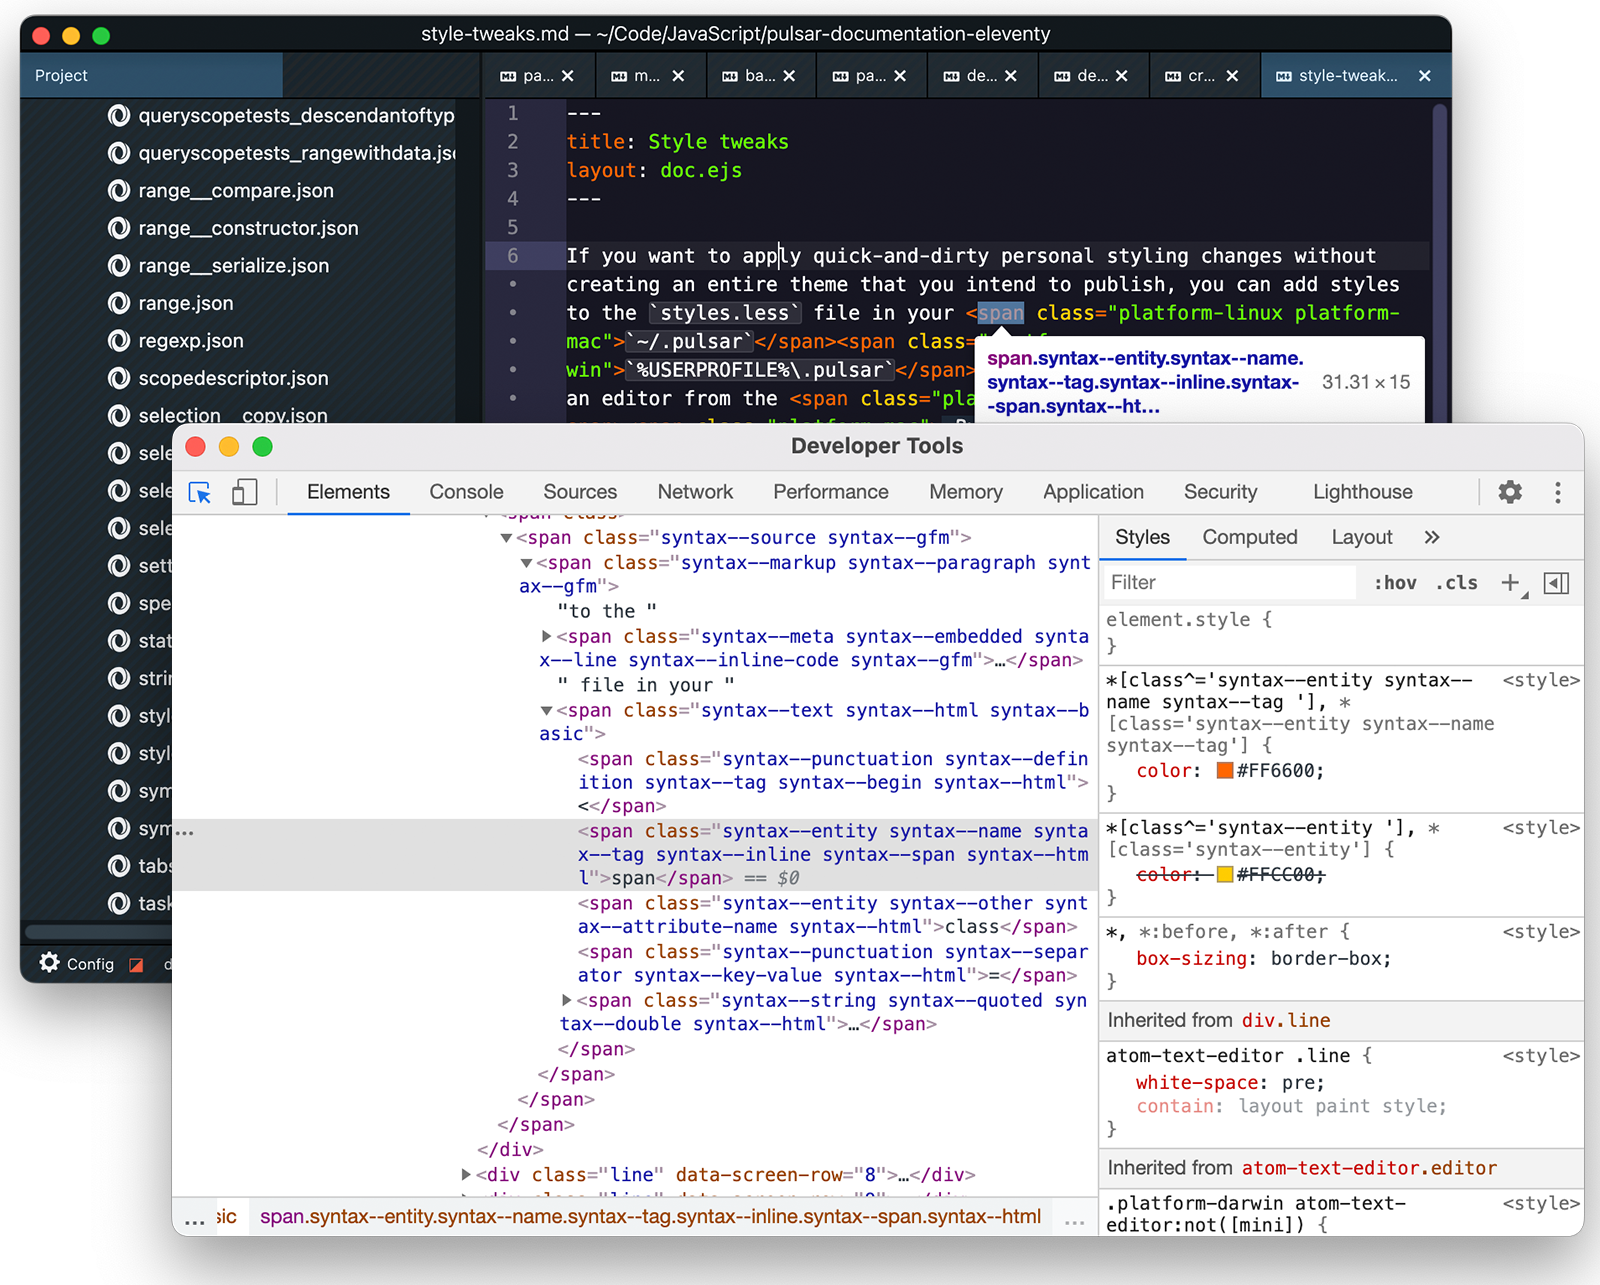 style-tweaks.md — ~/Code/JavaScript/pulsar-documentation-eleventy
Project
pa... ×
m... ×
ba... ×
pa... ×
de... ×
de... ×
cr... ×
style-tweak... ×
queryscopetests_descendantoftyp
queryscopetests_rangewithdata.js
range__compare.json
range__constructor.json
range__serialize.json
range.json
regexp.json
scopedescriptor.json
selection__copy.json
sele
sele
sele
sett
spe
stat
strin
styl
styl
sym
sym
tabs
task
Config
1 ---
2 title: Style tweaks
3 layout: doc.ejs
4 ---
5
6 If you want to apply quick-and-dirty personal styling changes without
• creating an entire theme that you intend to publish, you can add styles
• to the `styles.less` file in your <span class="platform-linux platform-
• mac">`~/.pulsar`</span><span class=
• win">`%USERPROFILE%\.pulsar`</span>
• an editor from the <span class="pla
span.syntax--entity.syntax--name.
syntax--tag.syntax--inline.syntax-
-span.syntax--ht...
31.31 × 15
Developer Tools
Elements Console Sources Network Performance Memory Application Security Lighthouse
▼<span class="syntax--source syntax--gfm">
▼<span class="syntax--markup syntax--paragraph synt
ax--gfm">
"to the "
▶<span class="syntax--meta syntax--embedded synta
x--line syntax--inline-code syntax--gfm">…</span>
" file in your "
▼<span class="syntax--text syntax--html syntax--b
asic">
<span class="syntax--punctuation syntax--defin
ition syntax--tag syntax--begin syntax--html">
<</span>
<span class="syntax--entity syntax--name synta
x--tag syntax--inline syntax--span syntax--htm
l">span</span> == $0
<span class="syntax--entity syntax--other synt
ax--attribute-name syntax--html">class</span>
<span class="syntax--punctuation syntax--separ
ator syntax--key-value syntax--html">=</span>
▶<span class="syntax--string syntax--quoted syn
tax--double syntax--html">…</span>
</span>
</span>
</span>
</span>
</div>
▶<div class="line" data-screen-row="8">…</div>
... sic span.syntax--entity.syntax--name.syntax--tag.syntax--inline.syntax--span.syntax--html ...
Styles Computed Layout »
Filter :hov .cls +
element.style {
}
*[class^='syntax--entity syntax-- <style>
name syntax--tag '], *
[class='syntax--entity syntax--name
syntax--tag'] {
color: #FF6600;
}
*[class^='syntax--entity '], * <style>
[class='syntax--entity'] {
color: #FFCC00;
}
*, *:before, *:after { <style>
box-sizing: border-box;
}
Inherited from div.line
atom-text-editor .line { <style>
white-space: pre;
contain: layout paint style;
}
Inherited from atom-text-editor.editor
.platform-darwin atom-text- <style>
editor:not([mini]) {